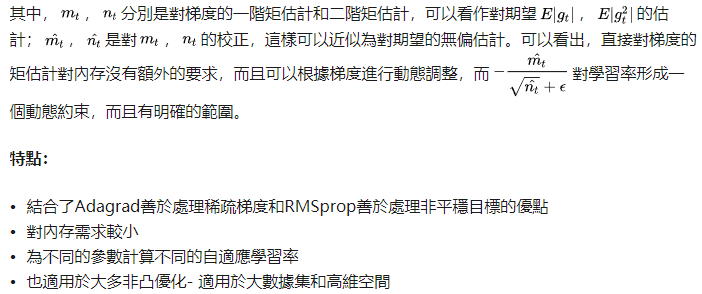 其中，$m_t$，$n_t$ 分別是對梯度的一階矩估計和二階矩估計，可以看作對期望 $E|g_t|$，$E|g_t^2|$ 的估
計；$\hat{m_t}$，$\hat{n_t}$ 是對 $m_t$，$n_t$ 的校正，這樣可以近似為對期望的無偏估計。可以看出，直接對梯度的
矩估計對內存沒有額外的要求，而且可以根據梯度進行動態調整，而 $-\frac{\hat{m_t}}{\sqrt{\hat{n_t}}+\epsilon}$ 對學習率形成一
個動態約束，而且有明確的範圍。
特點：
• 結合了Adagrad善於處理稀疏梯度和RMSprop善於處理非平穩目標的優點
• 對內存需求較小
• 為不同的參數計算不同的自適應學習率
• 也適用於大多非凸優化- 適用於大數據集和高維空間